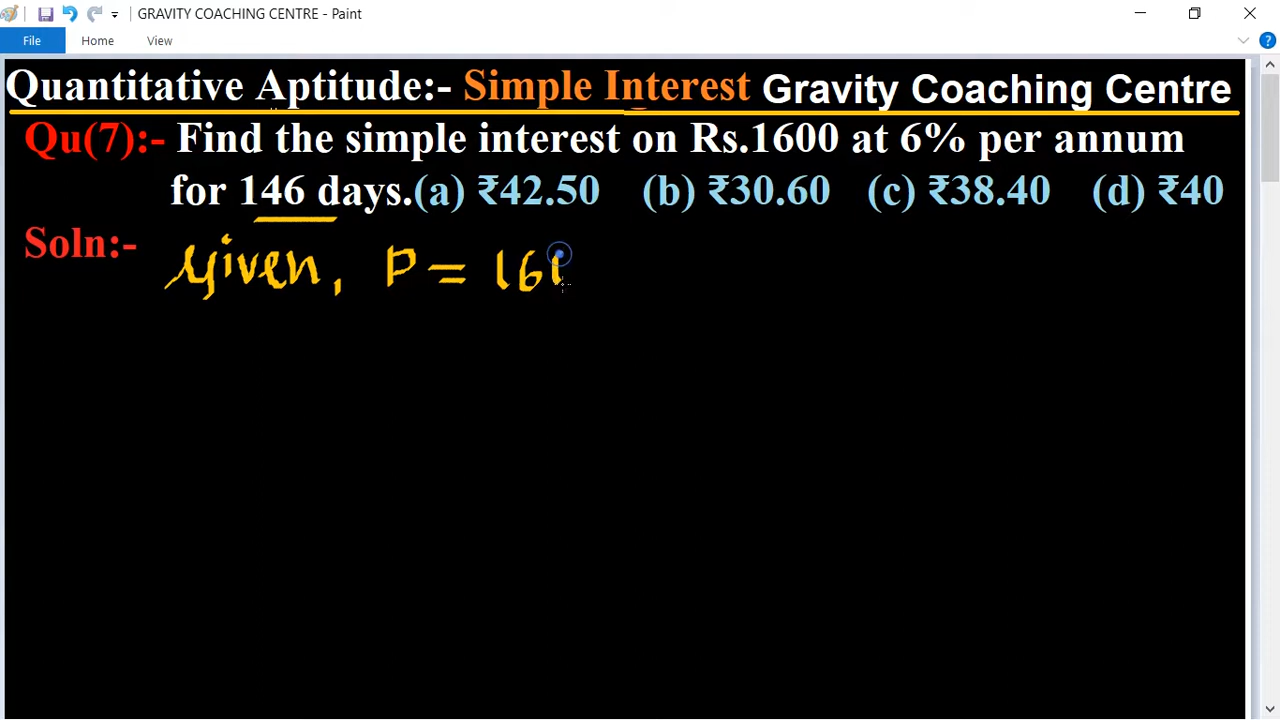 GRAVITY COACHING CENTRE - Paint
File Home View
Quantitative Aptitude:- Simple Interest Gravity Coaching Centre
Qu(7):- Find the simple interest on Rs.1600 at 6% per annum
for 146 days.(a) ₹42.50 (b) ₹30.60 (c) ₹38.40 (d) ₹40
Soln:- Given, P = 16